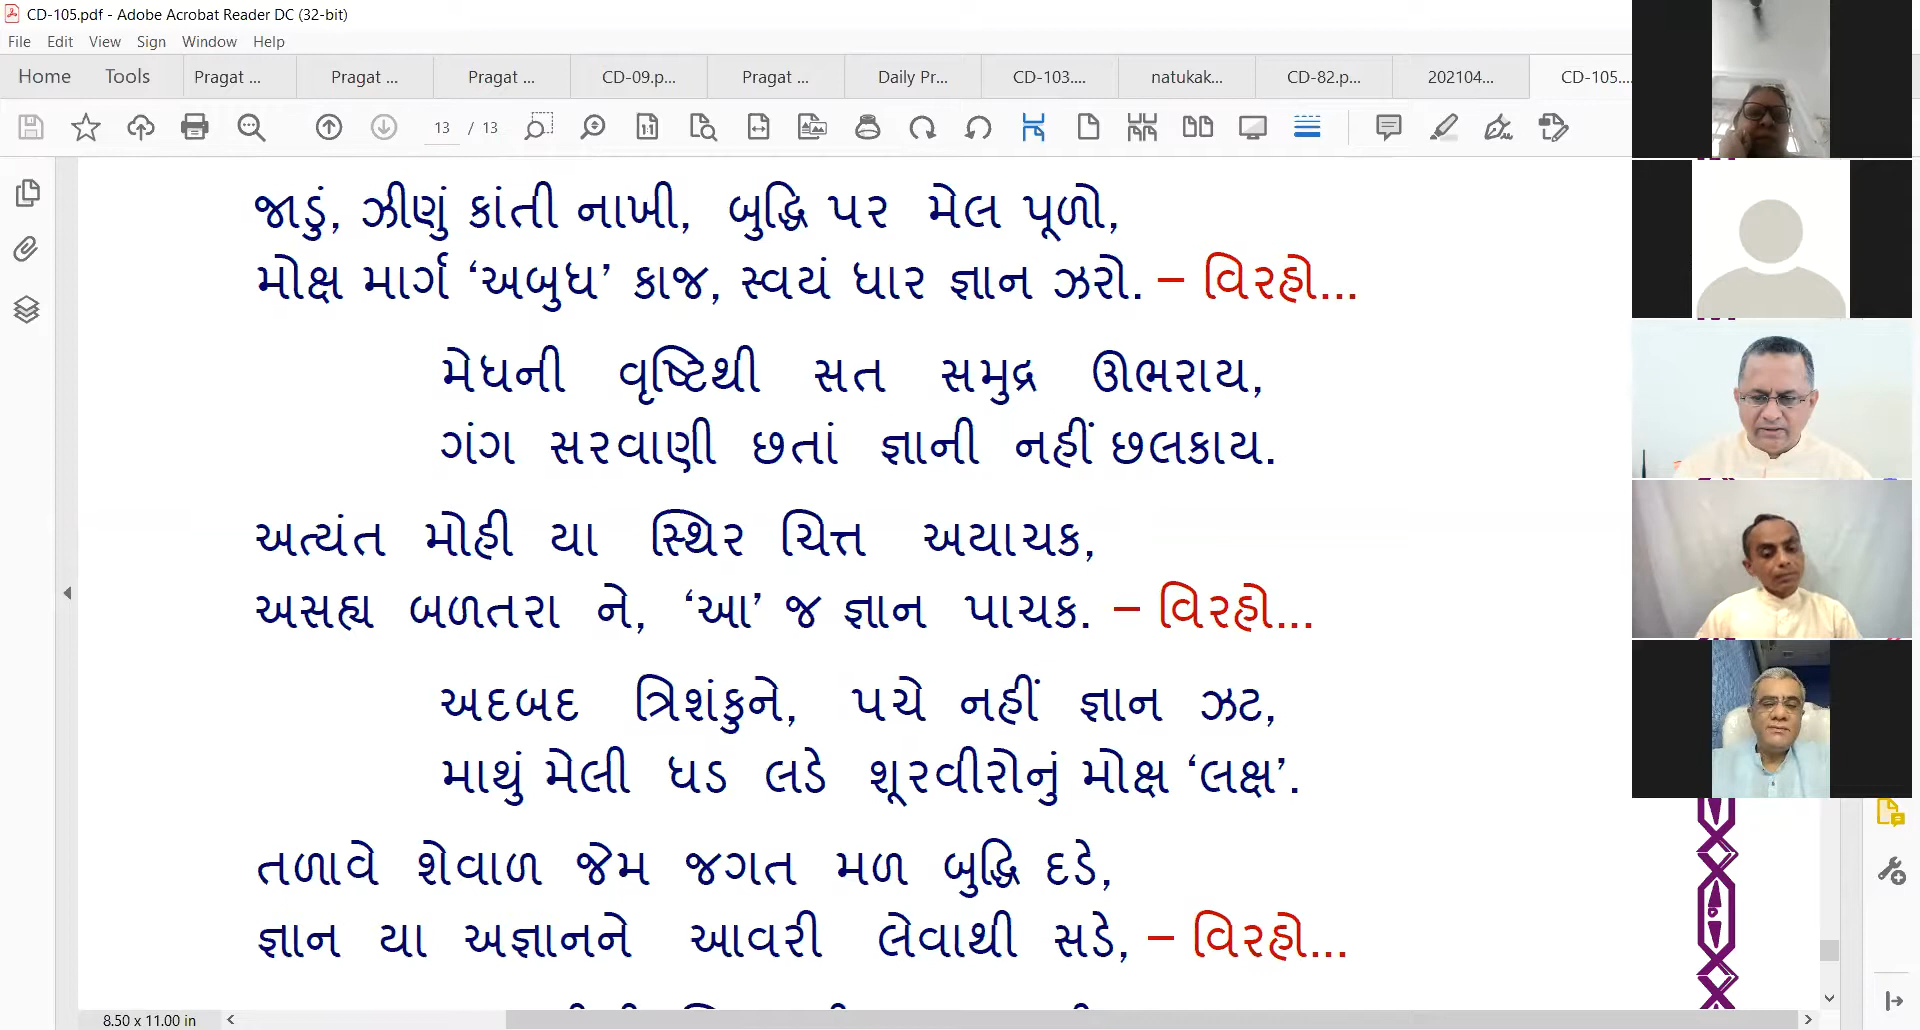 CD-105.pdf - Adobe Acrobat Reader DC (32-bit)
File Edit View Sign Window Help
Home Tools Pragat ... Pragat ... Pragat ... CD-09.p... Pragat ... Daily Pr... CD-103.... natukak... CD-82.p... 202104... CD-105....
13 / 13
જાડું, ઝીણું કાંતી નાખી, બુદ્ધિ પર મેલ પૂળો,
મોક્ષ માર્ગ ‘અબુધ’ કાજ, સ્વયં ધાર જ્ઞાન ઝરો. – વિરહો...
મેઘની વૃષ્ટિથી સત સમુદ્ર ઊભરાય,
ગંગ સરવાણી છતાં જ્ઞાની નહીં છલકાય.
અત્યંત મોહી યા સ્થિર ચિત્ત અયાચક,
અસહ્ય બળતરા ને, ‘આ’ જ જ્ઞાન પાચક. – વિરહો...
અદબદ ત્રિશંકુને, પચે નહીં જ્ઞાન ઝટ,
માથું મેલી ધડ લડે શૂરવીરોનું મોક્ષ ‘લક્ષ’.
તળાવે શેવાળ જેમ જગત મળ બુદ્ધિ દડે,
જ્ઞાન યા અજ્ઞાનને આવરી લેવાથી સડે, – વિરહો...
8.50 x 11.00 in